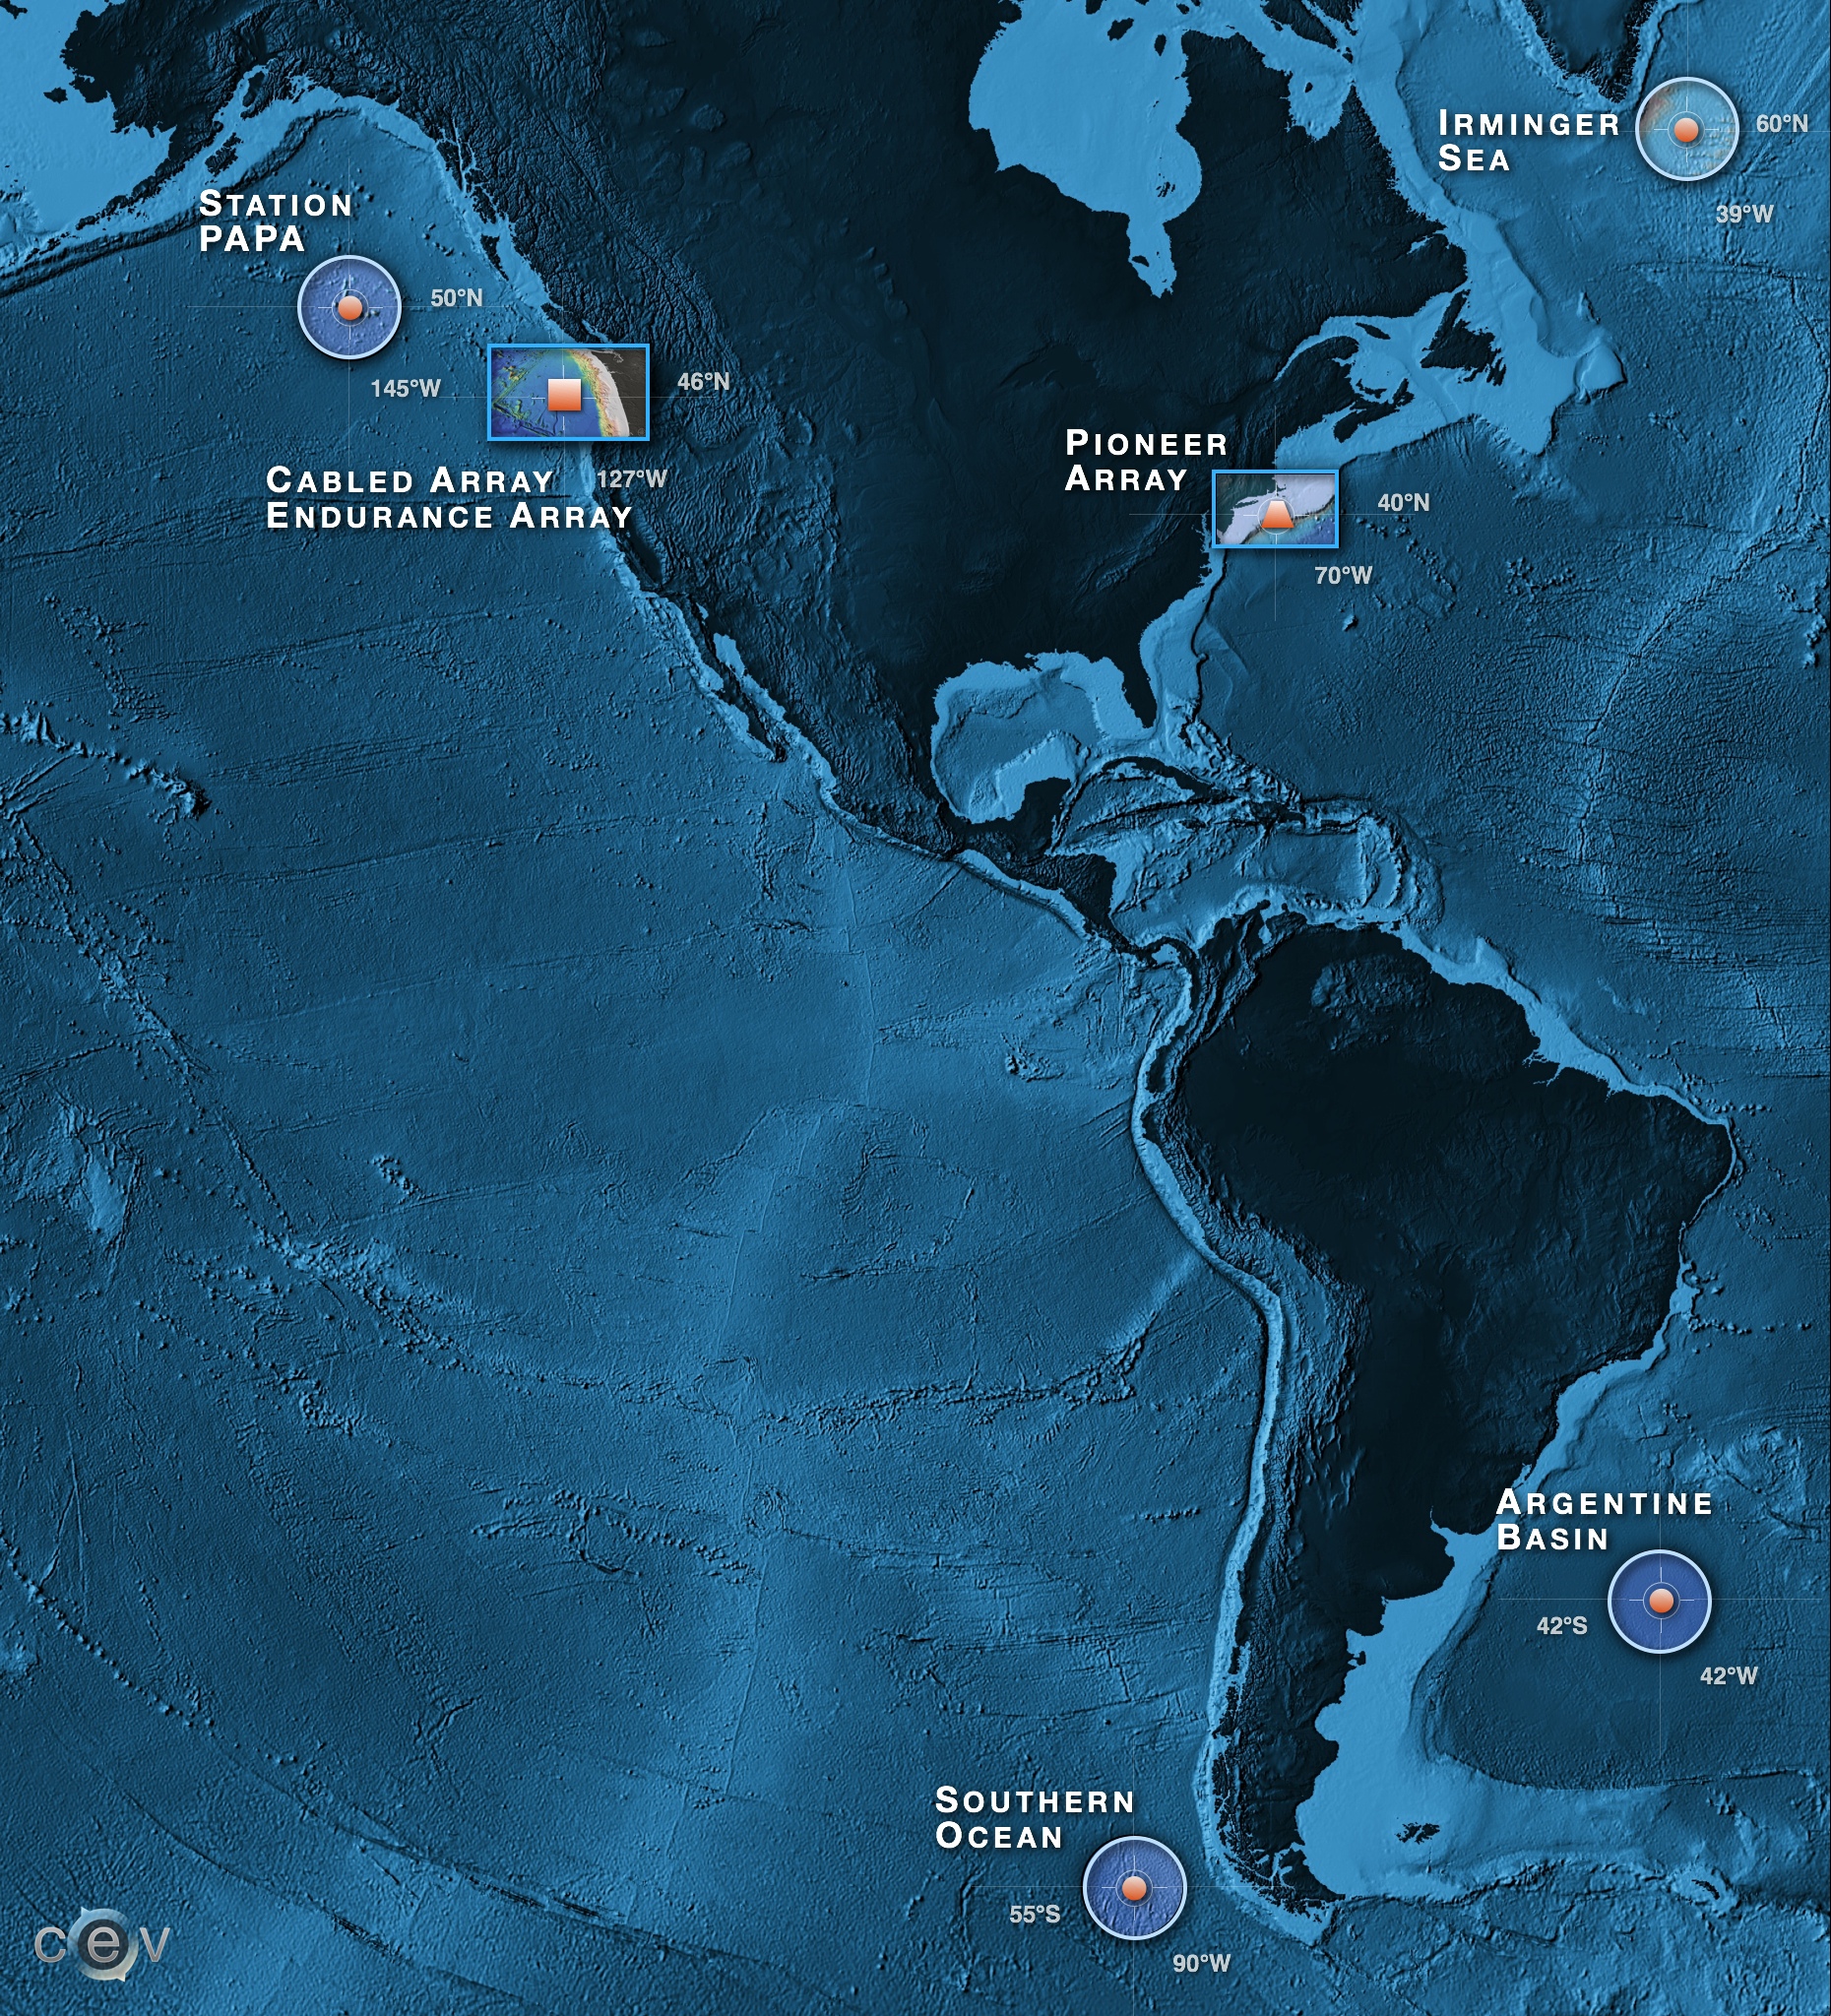 IRMINGER
SEA
60°N
39°W
STATION
PAPA
50°N
145°W
46°N
127°W
CABLED ARRAY
ENDURANCE ARRAY
PIONEER
ARRAY
40°N
70°W
ARGENTINE
BASIN
42°S
42°W
SOUTHERN
OCEAN
55°S
90°W
cev